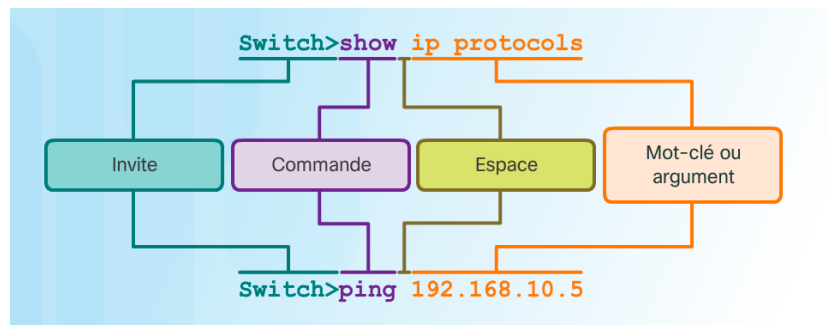 Switch>show ip protocols
Invite
Commande
Espace
Mot-clé ou
argument
Switch>ping 192.168.10.5